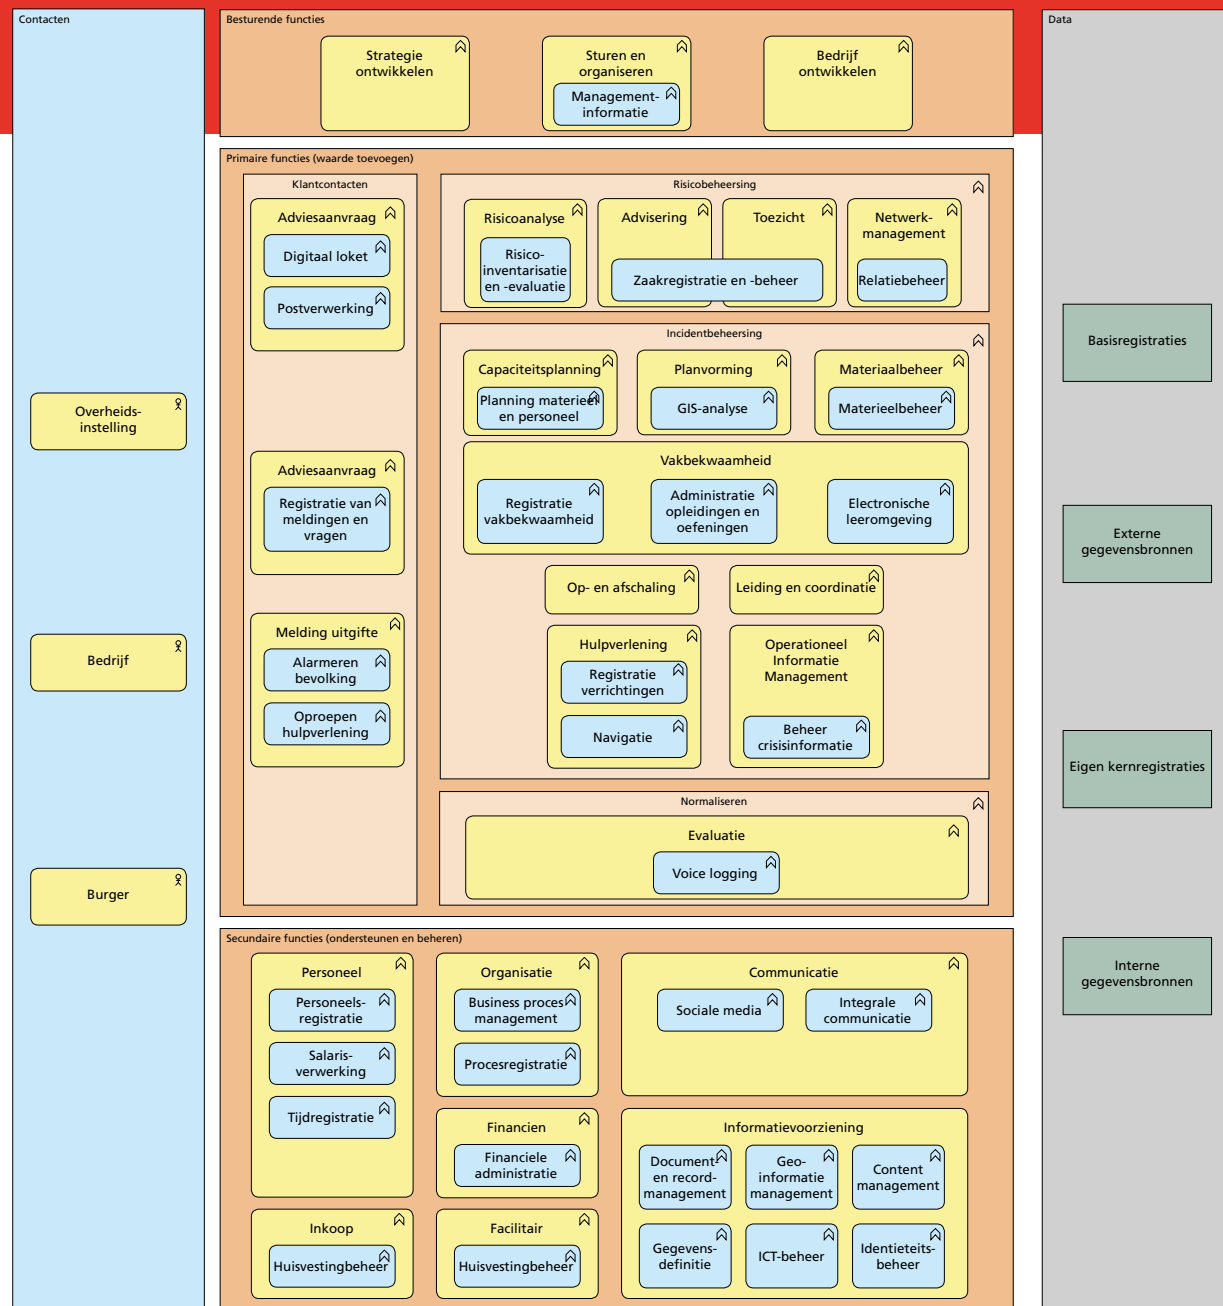 Contacten
Overheids-
instelling
Bedrijf
Burger
Besturende functies
Strategie
ontwikkelen
Sturen en
organiseren
Management-
informatie
Bedrijf
ontwikkelen
Primaire functies (waarde toevoegen)
Klantcontacten
Adviesaanvraag
Digitaal loket
Postverwerking
Adviesaanvraag
Registratie van
meldingen en
vragen
Melding uitgifte
Alarmeren
bevolking
Oproepen
hulpverlening
Risicobeheersing
Risicoanalyse
Risico-
inventarisatie
en -evaluatie
Advisering
Toezicht
Zaakregistratie en -beheer
Netwerk-
management
Relatiebeheer
Incidentbeheersing
Capaciteitsplanning
Planning materieel
en personeel
Planvorming
GIS-analyse
Materiaalbeheer
Materieelbeheer
Vakbekwaamheid
Registratie
vakbekwaamheid
Administratie
opleidingen en
oefeningen
Electronische
leeromgeving
Op- en afschaling
Leiding en coordinatie
Hulpverlening
Registratie
verrichtingen
Navigatie
Operationeel
Informatie
Management
Beheer
crisisinformatie
Normaliseren
Evaluatie
Voice logging
Secundaire functies (ondersteunen en beheren)
Personeel
Personeels-
registratie
Salaris-
verwerking
Tijdregistratie
Organisatie
Business proces
management
Procesregistratie
Communicatie
Sociale media
Integrale
communicatie
Financien
Financiele
administratie
Informatievoorziening
Document-
en record-
management
Geo-
informatie
management
Content
management
Gegevens-
definitie
ICT-beheer
Identieteits-
beheer
Inkoop
Huisvestingbeheer
Facilitair
Huisvestingbeheer
Data
Basisregistraties
Externe
gegevensbronnen
Eigen kernregistraties
Interne
gegevensbronnen